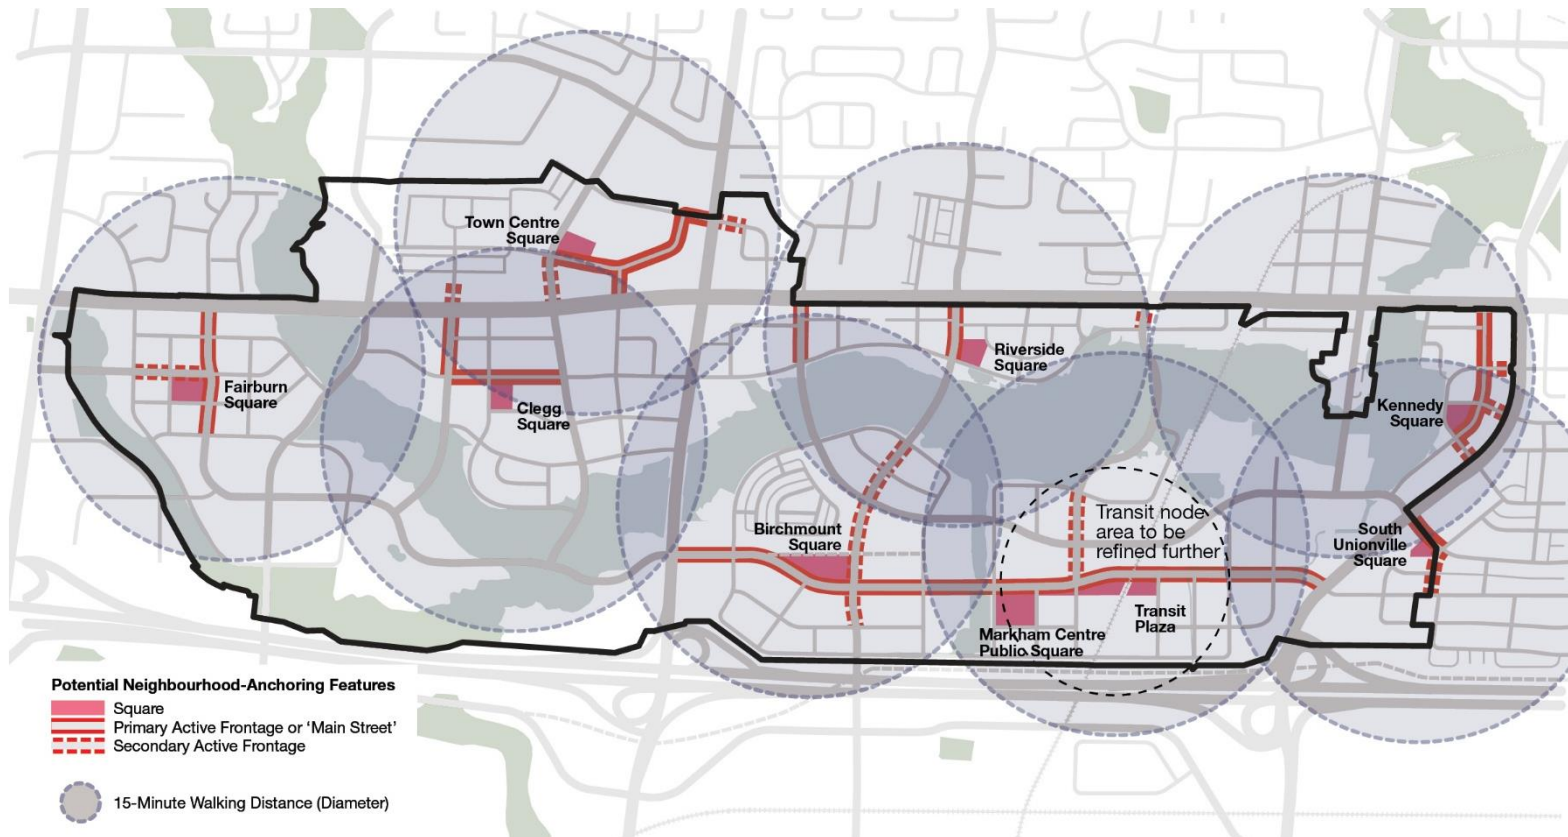 Town Centre
Square
Fairburn
Square
Clegg
Square
Riverside
Square
Kennedy
Square
Birchmount
Square
Transit node
area to be
refined further
South
Unionville
Square
Transit
Plaza
Markham Centre
Public Square
Potential Neighbourhood-Anchoring Features
Square
Primary Active Frontage or ‘Main Street’
Secondary Active Frontage
15-Minute Walking Distance (Diameter)